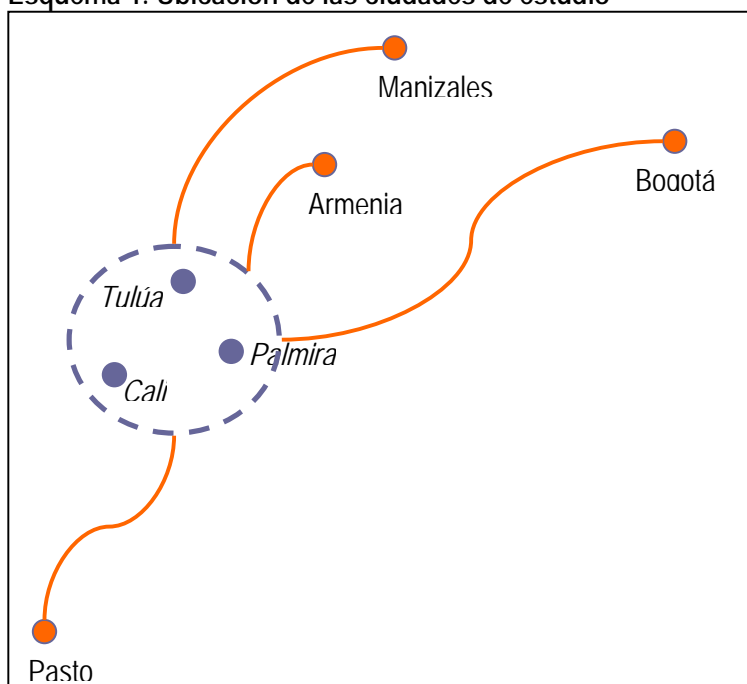 Esquema 1. Ubicación de las ciudades de estudio
Manizales
Bogotá
Armenia
Tulúa
Palmira
Cali
Pasto